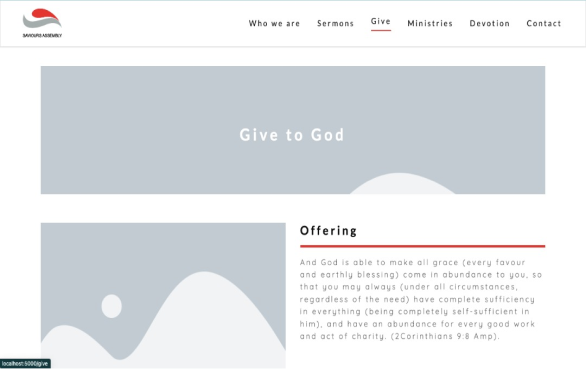 SAVIOUR'S ASSEMBLY
Who we are Sermons Give Ministries Devotion Contact
Give to God
Offering
And God is able to make all grace (every favour
and earthly blessing) come in abundance to you, so
that you may always (under all circumstances,
regardless of the need) have complete sufficiency
in everything (being completely self-sufficient in
him), and have an abundance for every good work
and act of charity. (2Corinthians 9:8 Amp).
localhost:5000/give